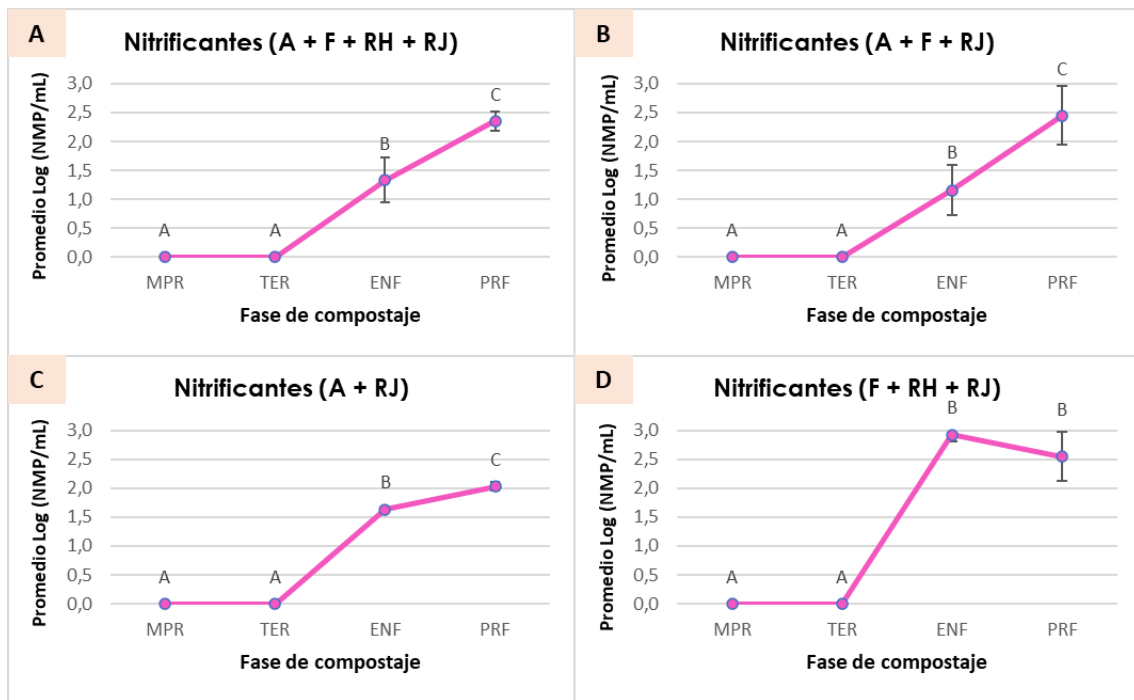 A
Nitrificantes (A + F + RH + RJ)
Promedio Log (NMP/mL)
3,0
2,5
2,0
1,5
1,0
0,5
0,0
A
A
B
C
MPR
TER
ENF
PRF
Fase de compostaje
B
Nitrificantes (A + F + RJ)
Promedio Log (NMP/mL)
3,0
2,5
2,0
1,5
1,0
0,5
0,0
A
A
B
C
MPR
TER
ENF
PRF
Fase de compostaje
C
Nitrificantes (A + RJ)
Promedio Log (NMP/mL)
3,0
2,5
2,0
1,5
1,0
0,5
0,0
A
A
B
C
MPR
TER
ENF
PRF
Fase de compostaje
D
Nitrificantes (F + RH + RJ)
Promedio Log (NMP/mL)
3,0
2,5
2,0
1,5
1,0
0,5
0,0
A
A
B
B
MPR
TER
ENF
PRF
Fase de compostaje